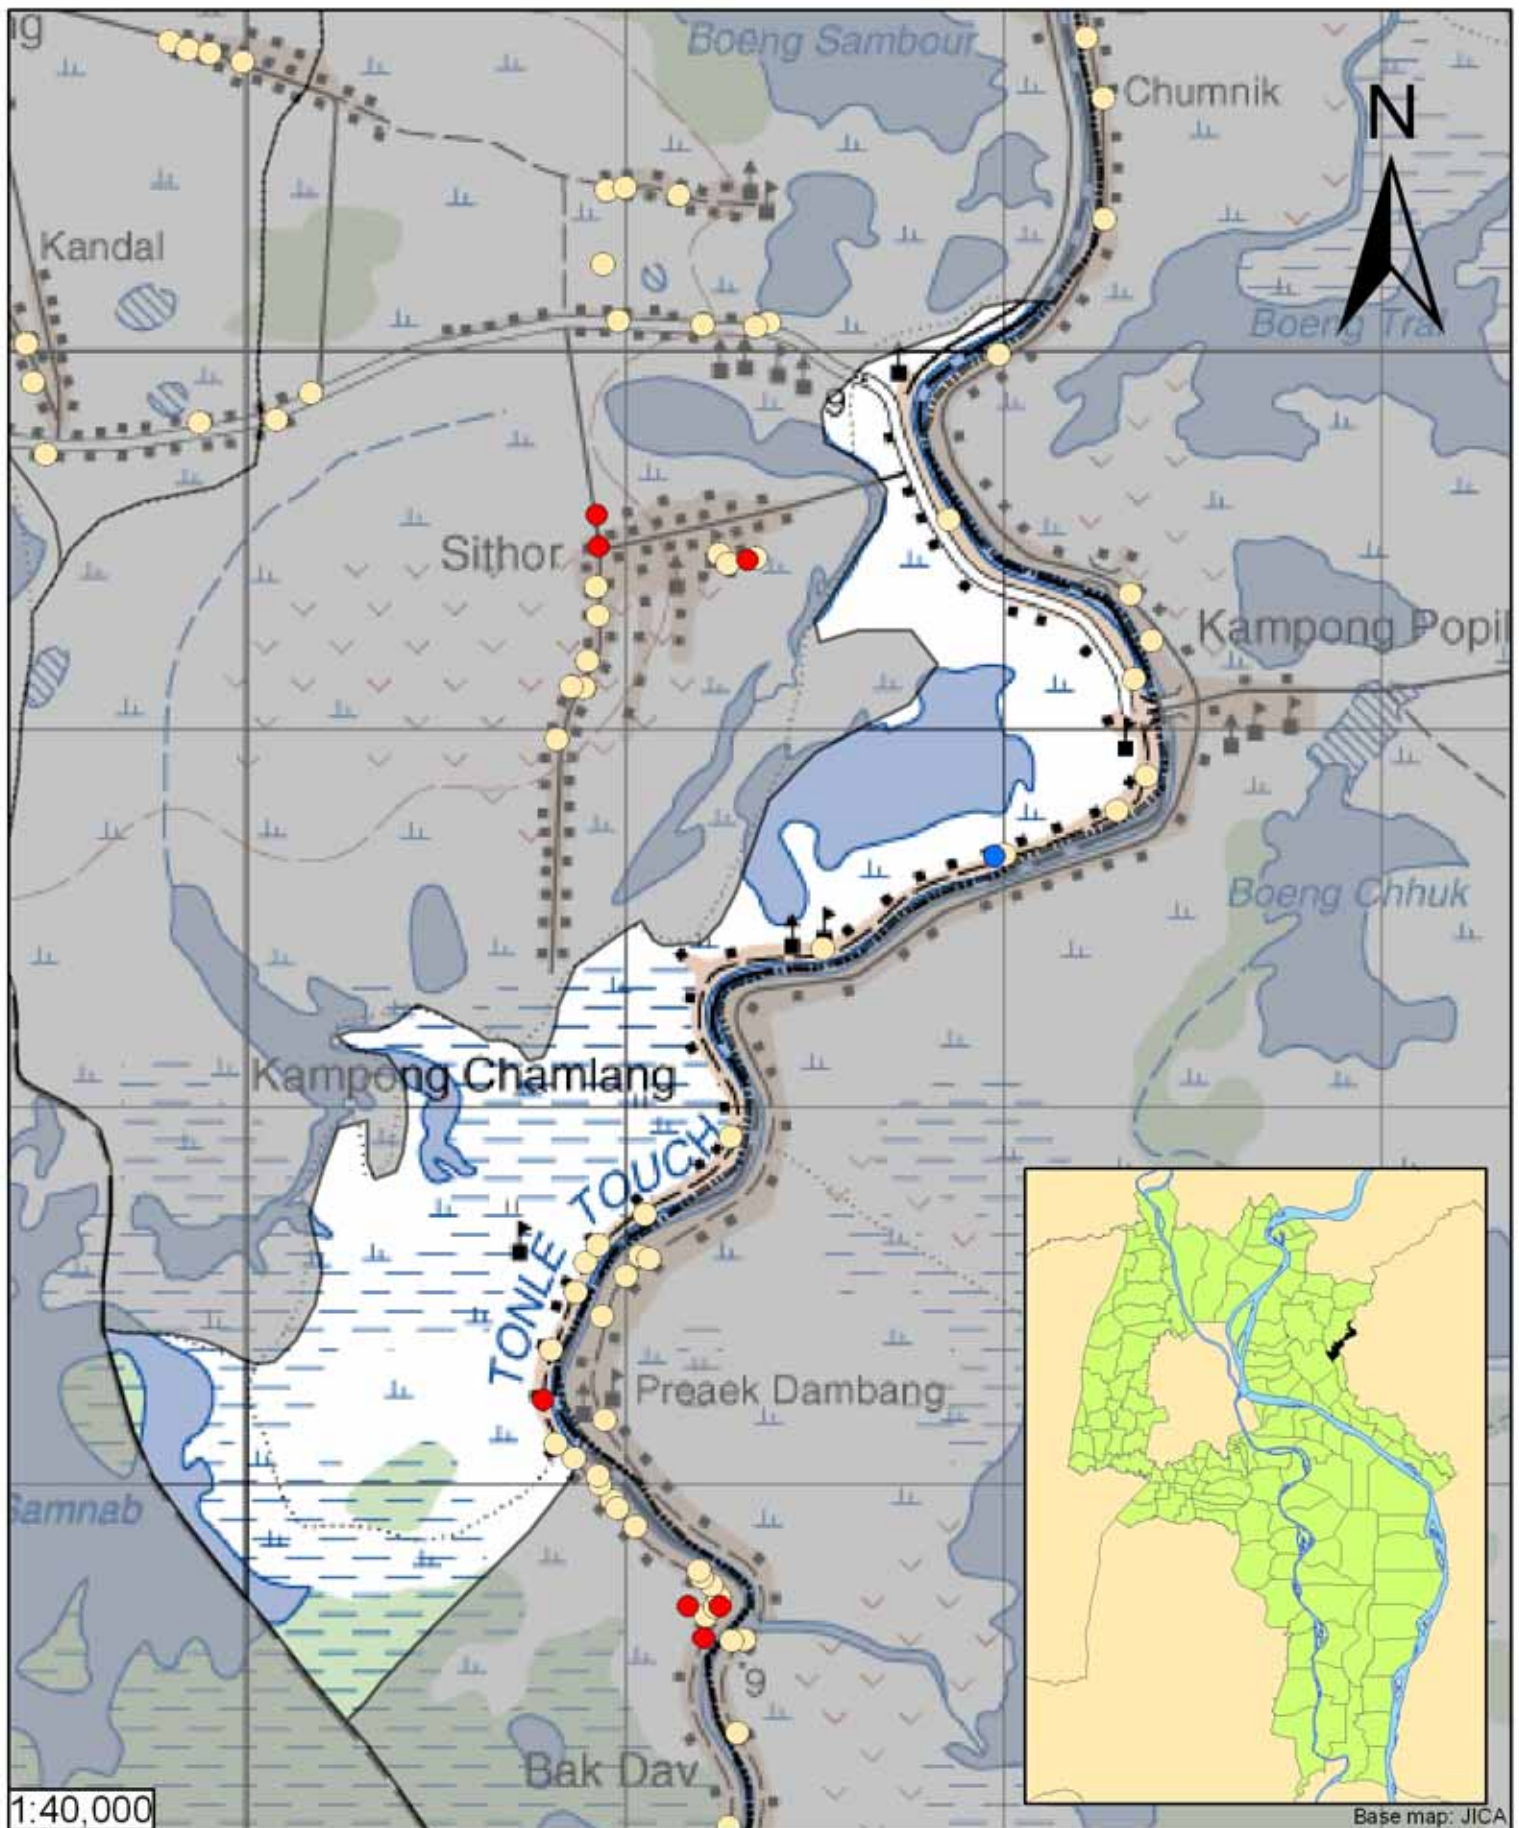 Boeng Sambour
Chumnik
N
Kandal
Boeng Tral
9
Sithor
Kampong Popil
Boeng Chhuk
Kampong Chamlang
TONLE TOUCH
Preaek Dambang
Samnab
9
Bak Dav
1:40,000
Base map: JICA